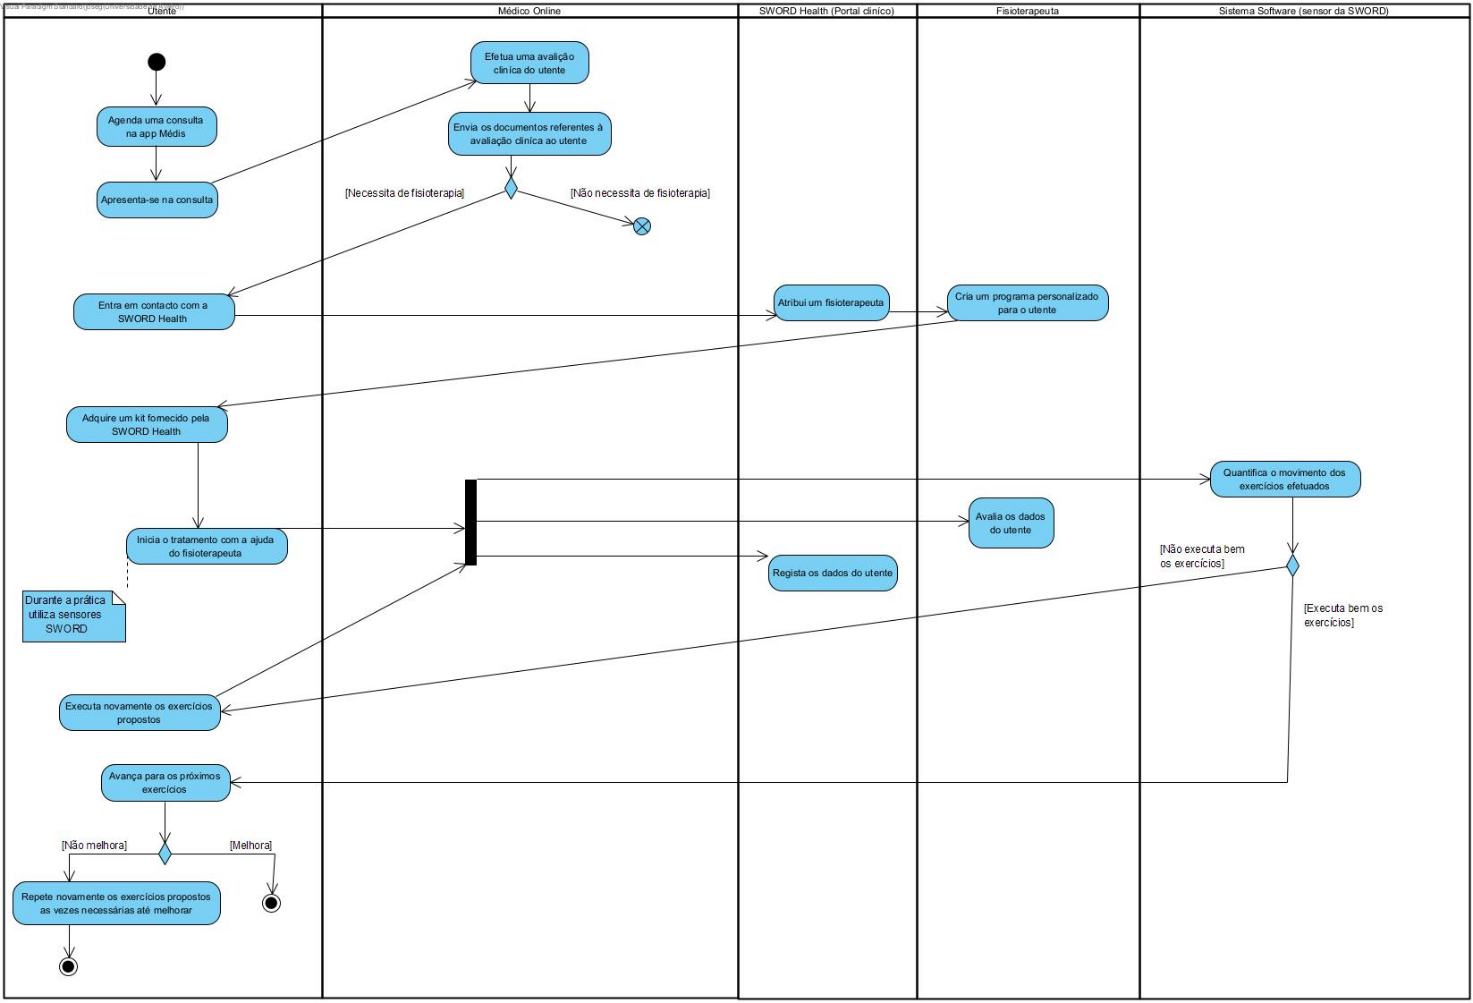 Utente
Médico Online
SWORD Health (Portal cliníco)
Fisioterapeuta
Sistema Software (sensor da SWORD)
Efetua uma avalição
cliníca do utente
Agenda uma consulta
na app Médis
Envia os documentos referentes à
avaliação cliníca ao utente
Apresenta-se na consulta
[Necessita de fisioterapia]
[Não necessita de fisioterapia]
Entra em contacto com a
SWORD Health
Atribui um fisioterapeuta
Cria um programa personalizado
para o utente
Adquire um kit fornecido pela
SWORD Health
Quantifica o movimento dos
exercícios efetuados
Avalia os dados
do utente
Inicia o tratamento com a ajuda
do fisioterapeuta
[Não executa bem
os exercícios]
Regista os dados do utente
Durante a prática
utiliza sensores
SWORD
[Executa bem os
exercícios]
Executa novamente os exercícios
propostos
Avança para os próximos
exercícios
[Não melhora]
[Melhora]
Repete novamente os exercícios propostos
as vezes necessárias até melhorar